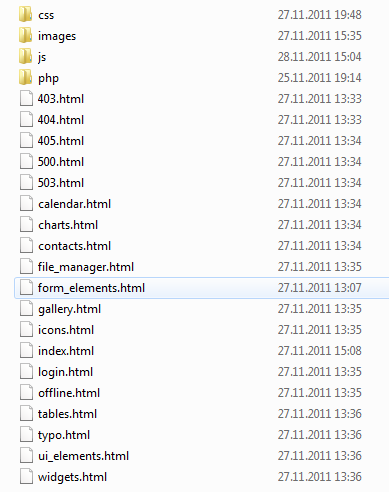 css 27.11.2011 19:48
images 27.11.2011 15:35
js 28.11.2011 15:04
php 25.11.2011 19:14
403.html 27.11.2011 13:33
404.html 27.11.2011 13:33
405.html 27.11.2011 13:34
500.html 27.11.2011 13:34
503.html 27.11.2011 13:34
calendar.html 27.11.2011 13:34
charts.html 27.11.2011 13:34
contacts.html 27.11.2011 13:34
file_manager.html 27.11.2011 13:35
form_elements.html 27.11.2011 13:07
gallery.html 27.11.2011 13:35
icons.html 27.11.2011 13:35
index.html 27.11.2011 15:08
login.html 27.11.2011 13:35
offline.html 27.11.2011 13:35
tables.html 27.11.2011 13:36
typo.html 27.11.2011 13:36
ui_elements.html 27.11.2011 13:36
widgets.html 27.11.2011 13:36